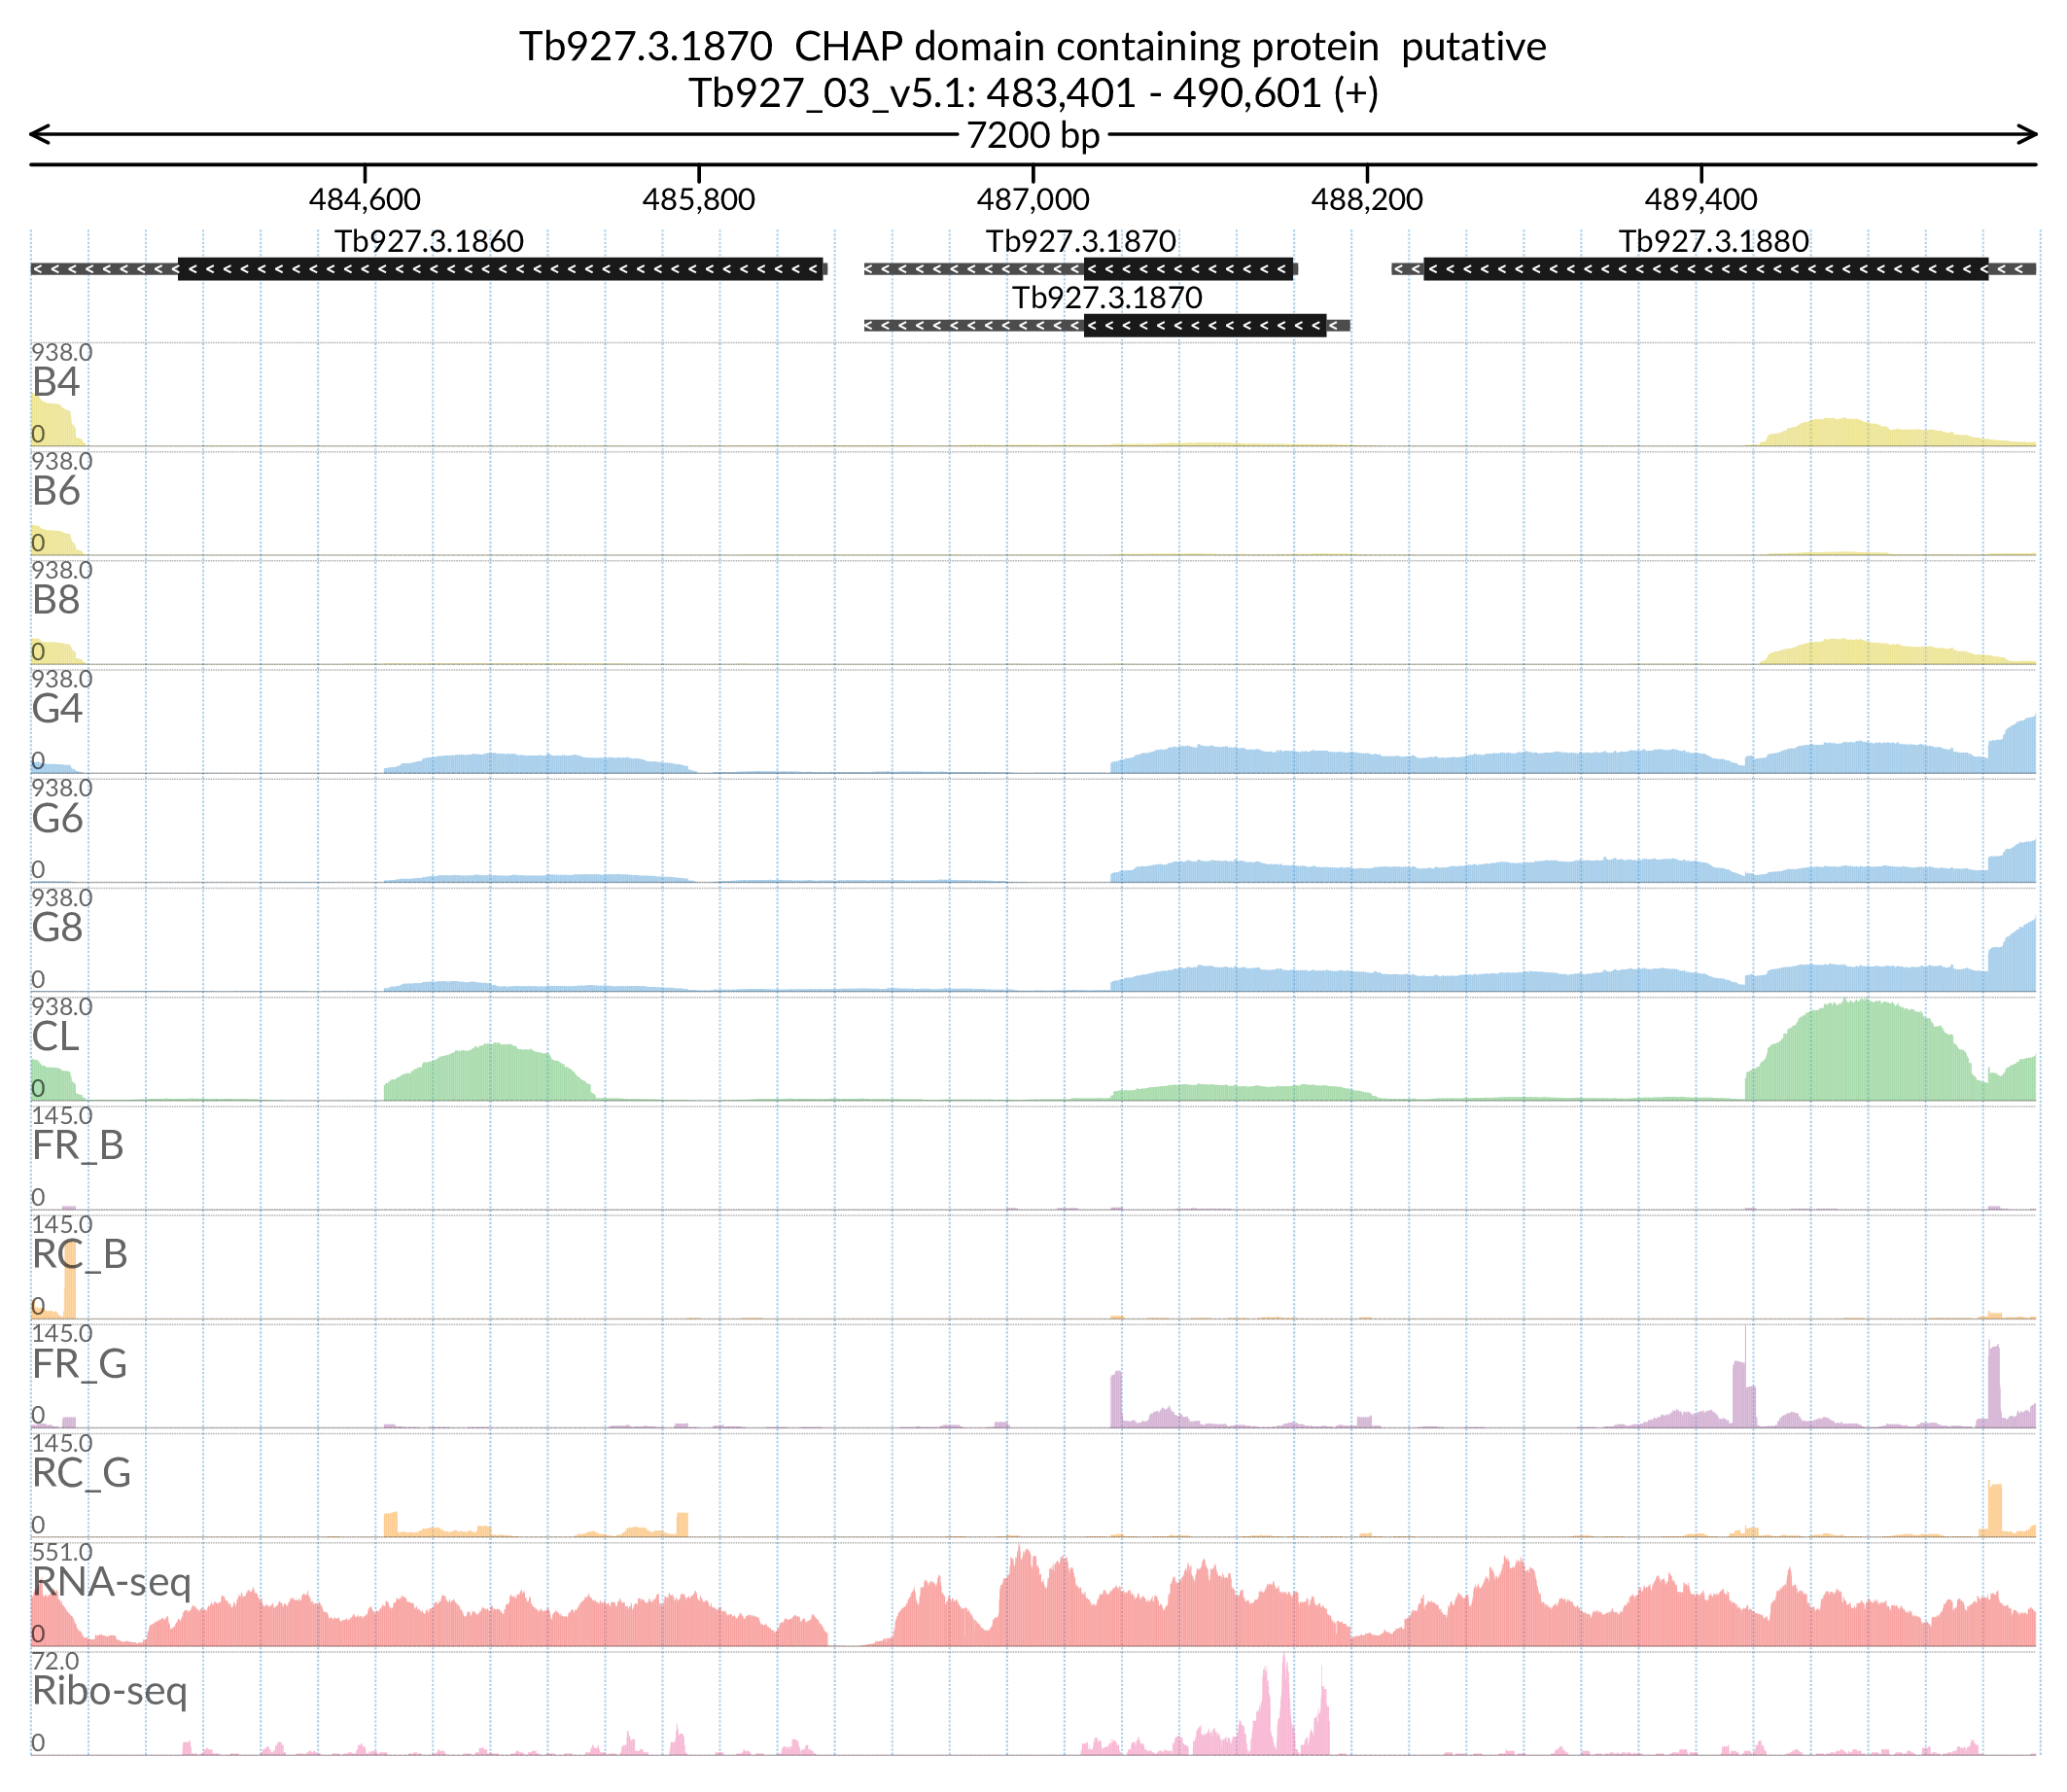 Tb927.3.1870  CHAP domain containing protein  putative
Tb927_03_v5.1: 483,401 - 490,601 (+)
7200 bp
484,600 485,800 487,000 488,200 489,400
Tb927.3.1860 Tb927.3.1870 Tb927.3.1880
Tb927.3.1870
938.0
B4
0
938.0
B6
0
938.0
B8
0
938.0
G4
0
938.0
G6
0
938.0
G8
0
938.0
CL
0
145.0
FR_B
0
145.0
RC_B
0
145.0
FR_G
0
145.0
RC_G
0
551.0
RNA-seq
0
72.0
Ribo-seq
0